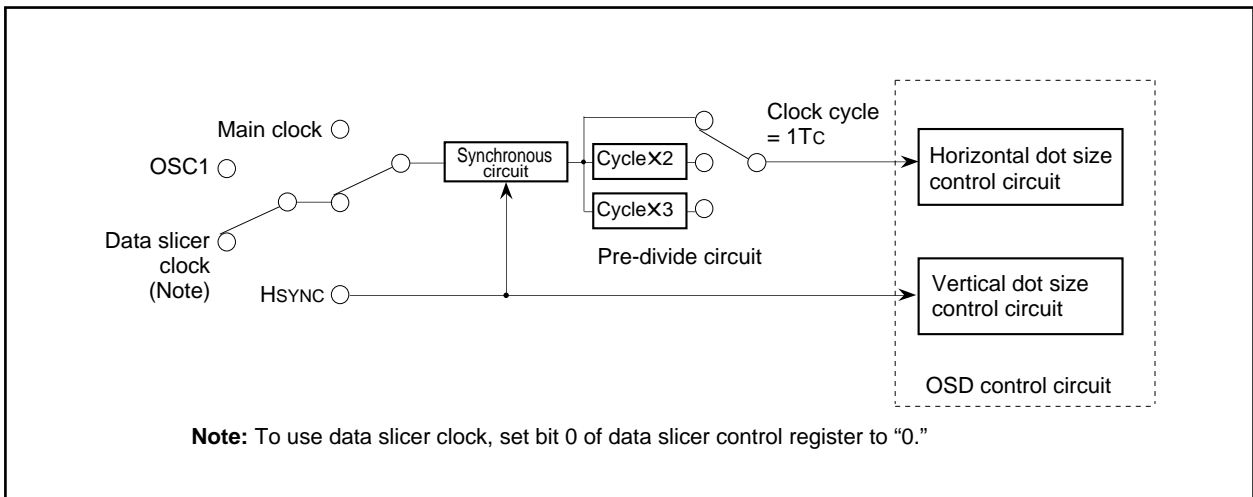 Main clock
OSC1
Data slicer
clock
(Note)
HSYNC
Synchronous
circuit
Cycle×2
Cycle×3
Pre-divide circuit
Clock cycle
= 1TC
Horizontal dot size
control circuit
Vertical dot size
control circuit
OSD control circuit
Note: To use data slicer clock, set bit 0 of data slicer control register to “0.”